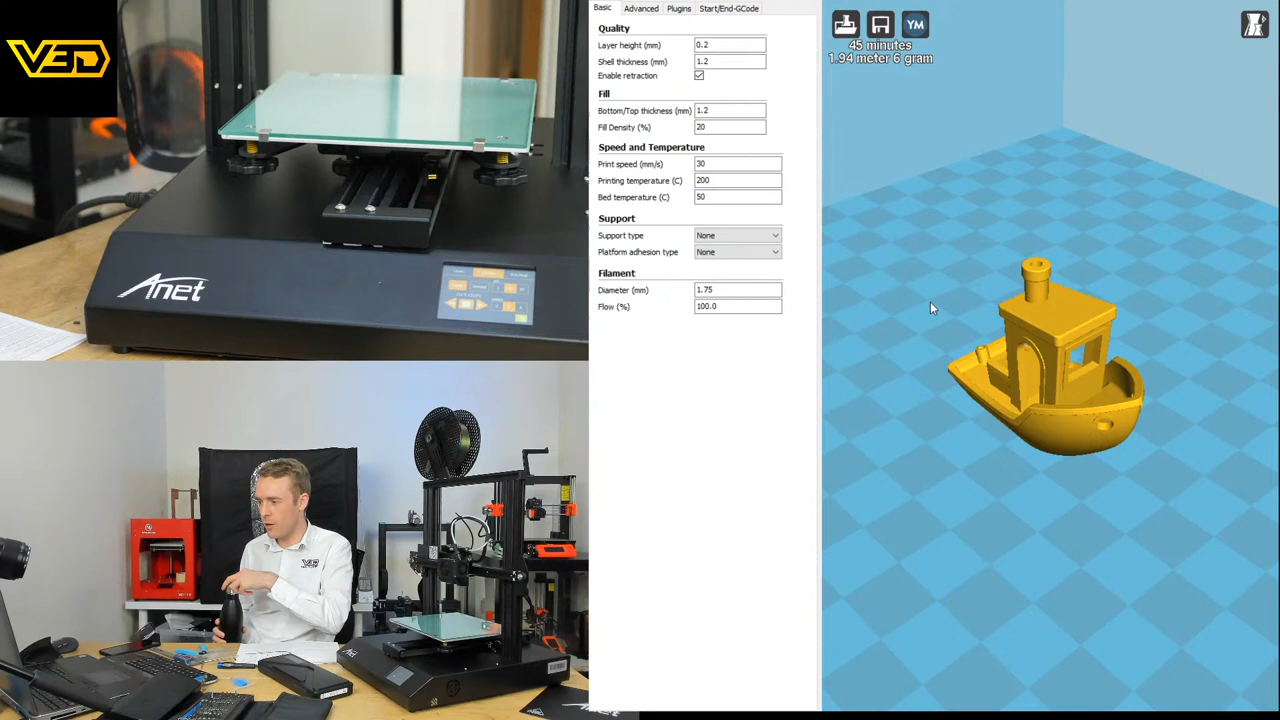 V3D
Anet
Basic
Advanced
Plugins
Start/End-GCode
Quality
Layer height (mm) 0.2
Shell thickness (mm) 1.2
Enable retraction
Fill
Bottom/Top thickness (mm) 1.2
Fill Density (%) 20
Speed and Temperature
Print speed (mm/s) 30
Printing temperature (C) 200
Bed temperature (C) 50
Support
Support type None
Platform adhesion type None
Filament
Diameter (mm) 1.75
Flow (%) 100.0
YM
45 minutes
1.94 meter 6 gram
V3D